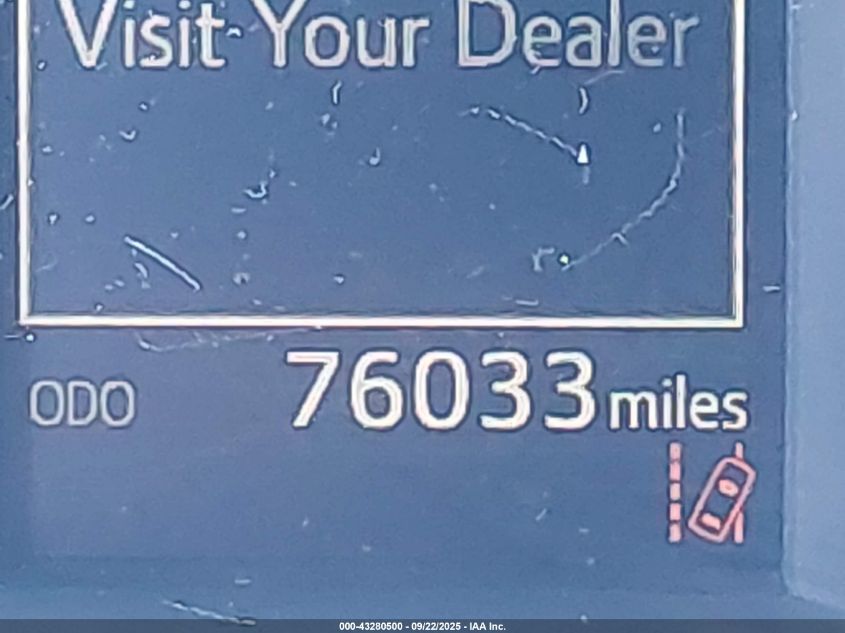 Visit Your Dealer
ODO 76033 miles
000-43280500 - 09/22/2025 - IAA Inc.